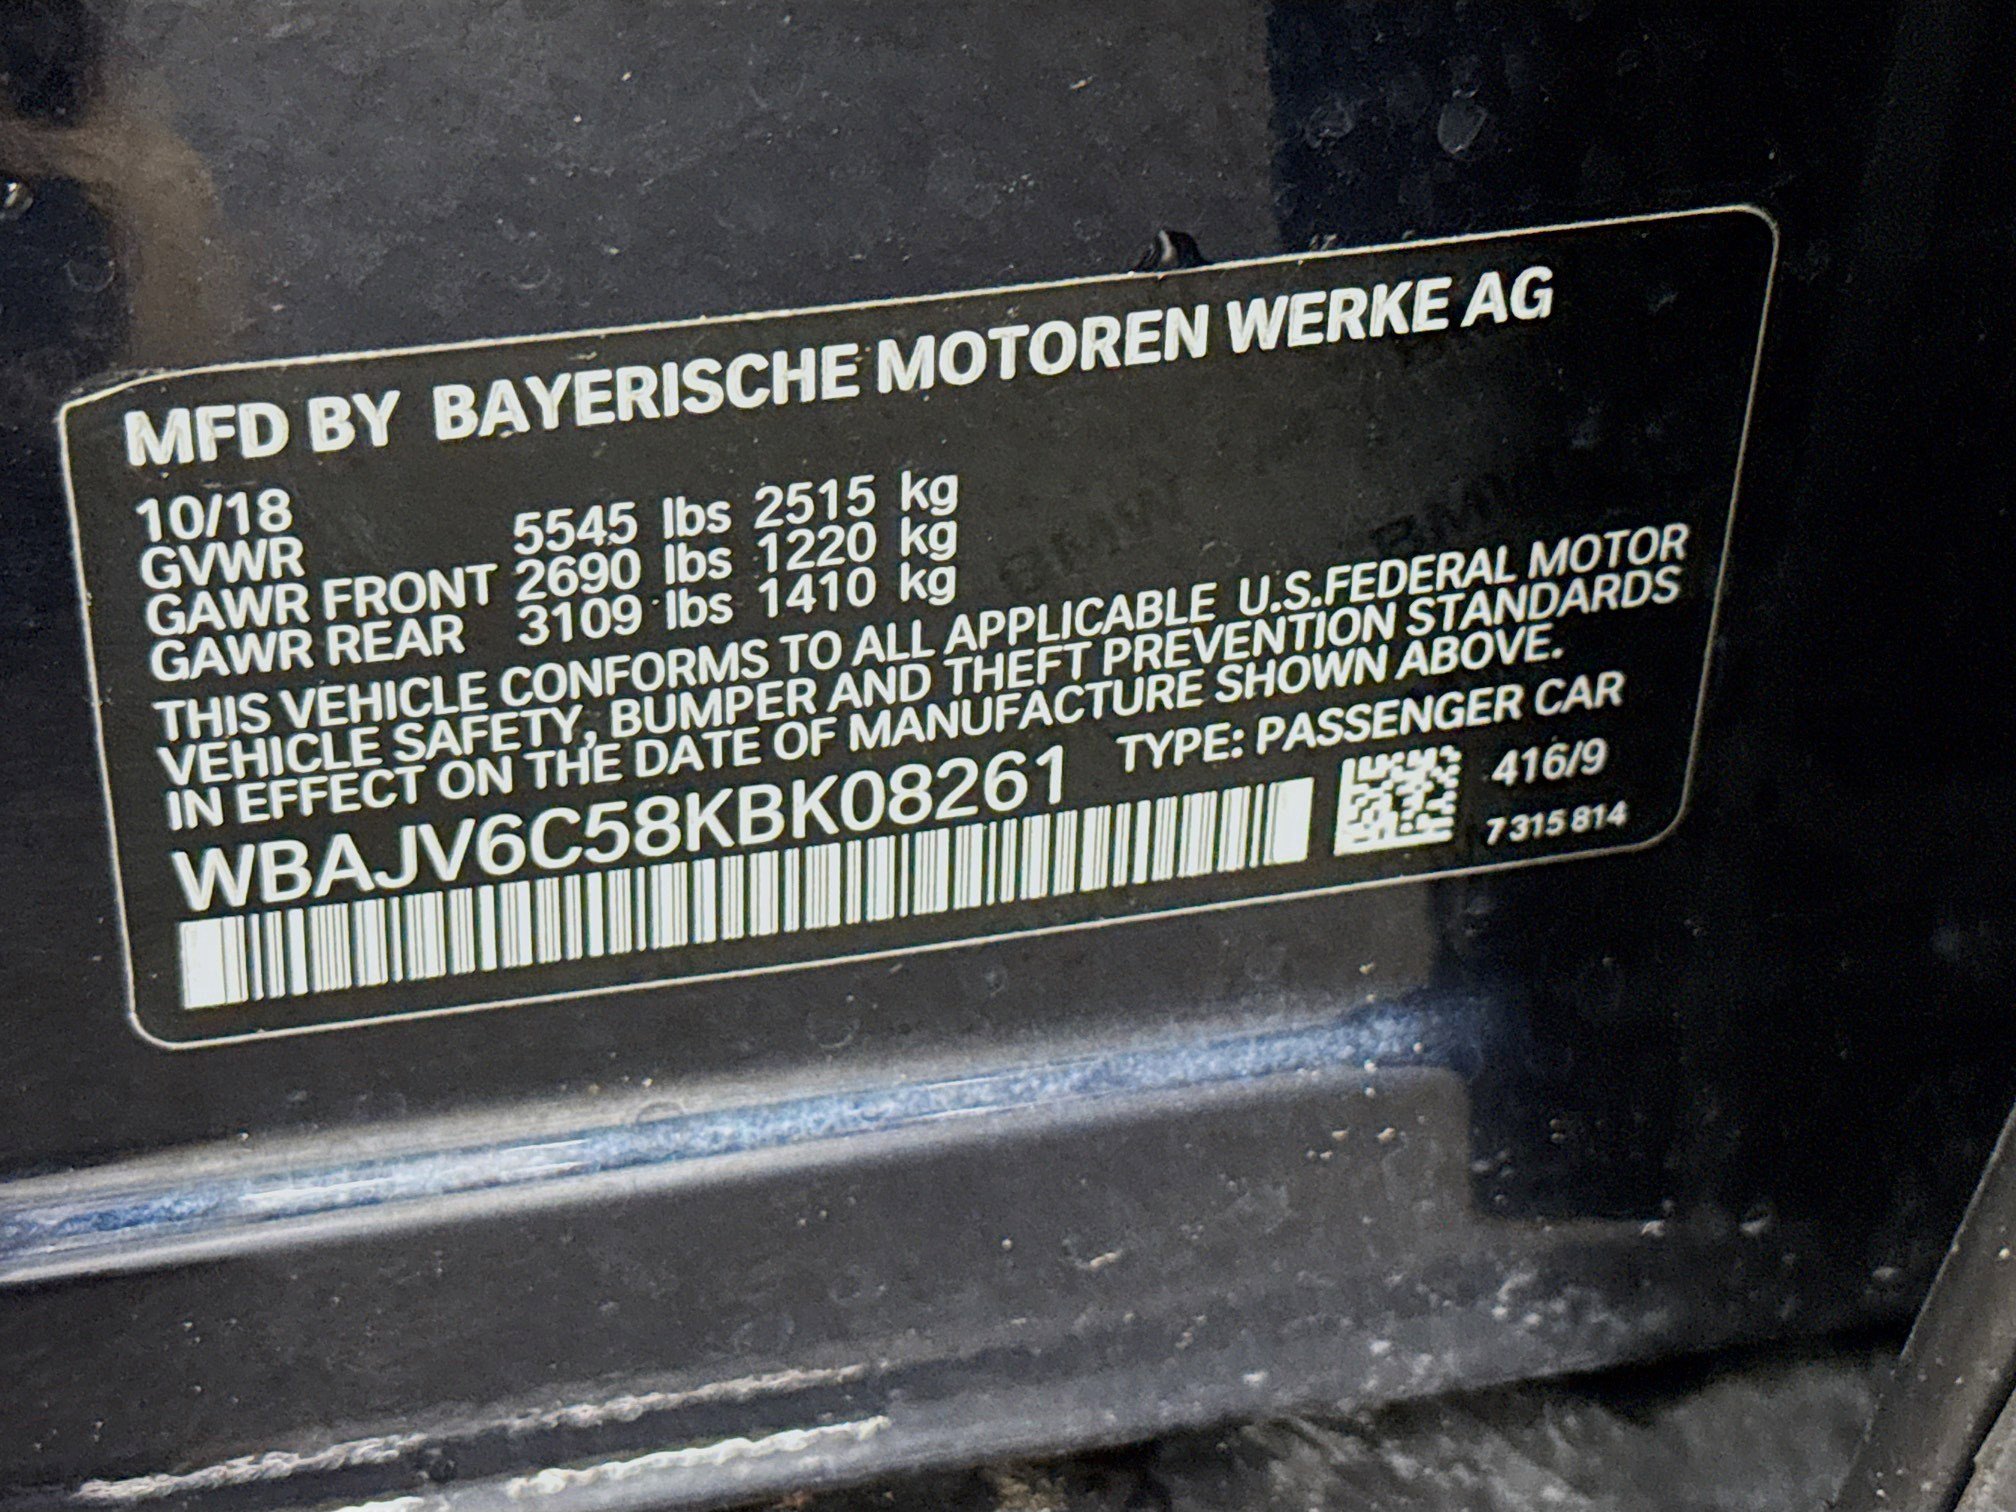 MFD BY BAYERISCHE MOTOREN WERKE AG
10/18
GVWR 5545 lbs 2515 kg
GAWR FRONT 2690 lbs 1220 kg
GAWR REAR 3109 lbs 1410 kg
THIS VEHICLE CONFORMS TO ALL APPLICABLE U.S.FEDERAL MOTOR
VEHICLE SAFETY, BUMPER AND THEFT PREVENTION STANDARDS
IN EFFECT ON THE DATE OF MANUFACTURE SHOWN ABOVE.
WBAJV6C58KBK08261 TYPE: PASSENGER CAR
416/9
7 315 814